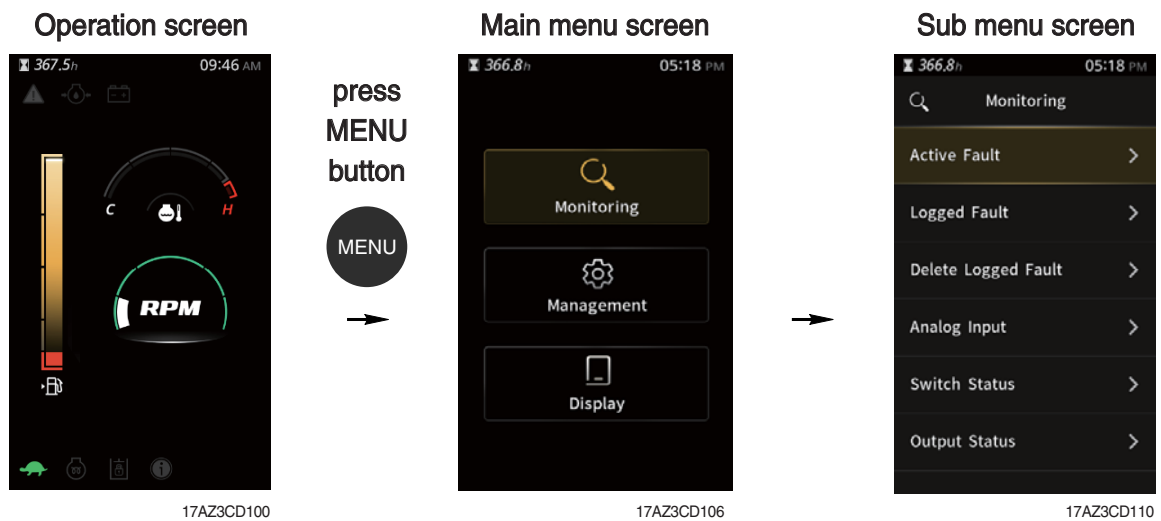 Operation screen
367.5h
09:46 AM
C
H
RPM
17AZ3CD100
press
MENU
button
MENU
Main menu screen
366.8h
05:18 PM
Monitoring
Management
Display
17AZ3CD106
Sub menu screen
366.8h
05:18 PM
Monitoring
Active Fault
Logged Fault
Delete Logged Fault
Analog Input
Switch Status
Output Status
17AZ3CD110